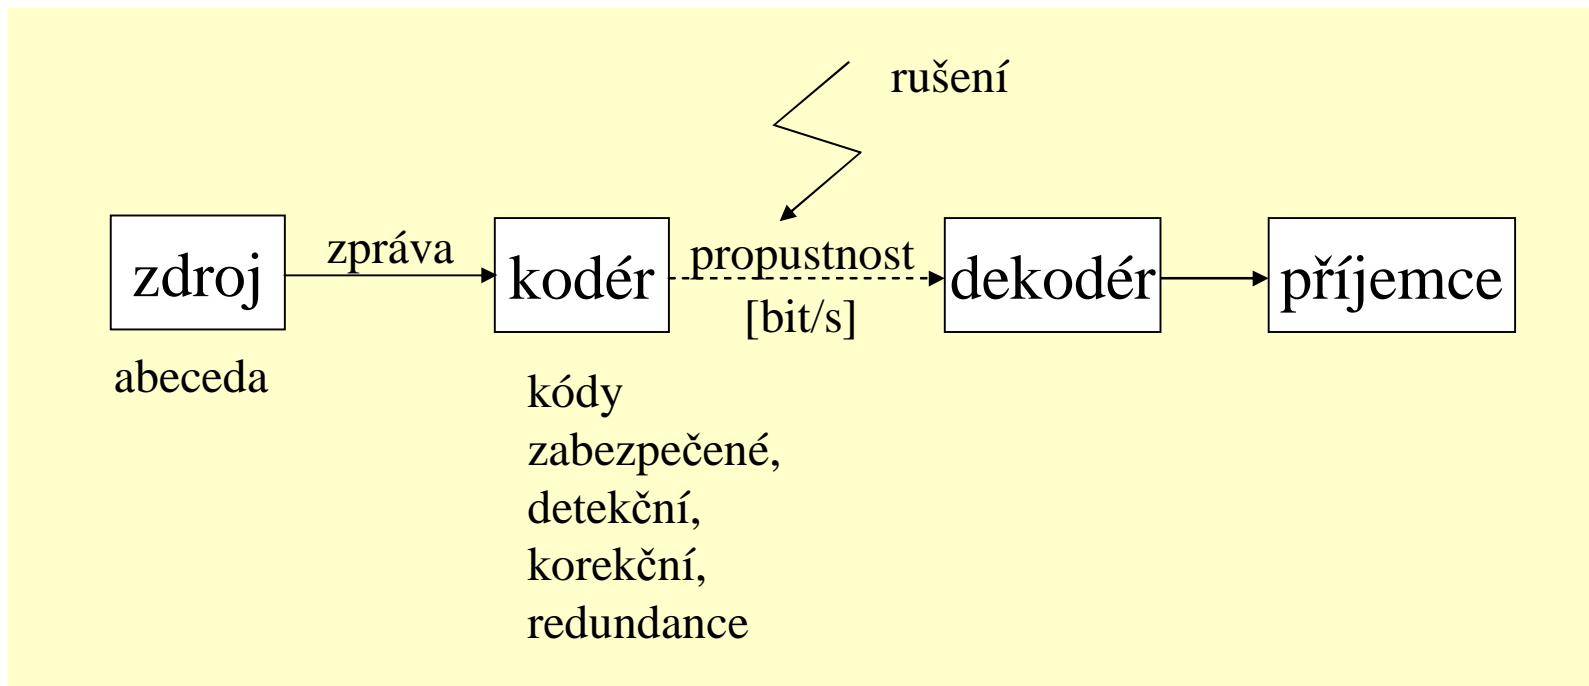 rušení
zdroj
zpráva
kodér
propustnost
[bit/s]
dekodér
příjemce
abeceda
kódy
zabezpečené,
detekční,
korekční,
redundance